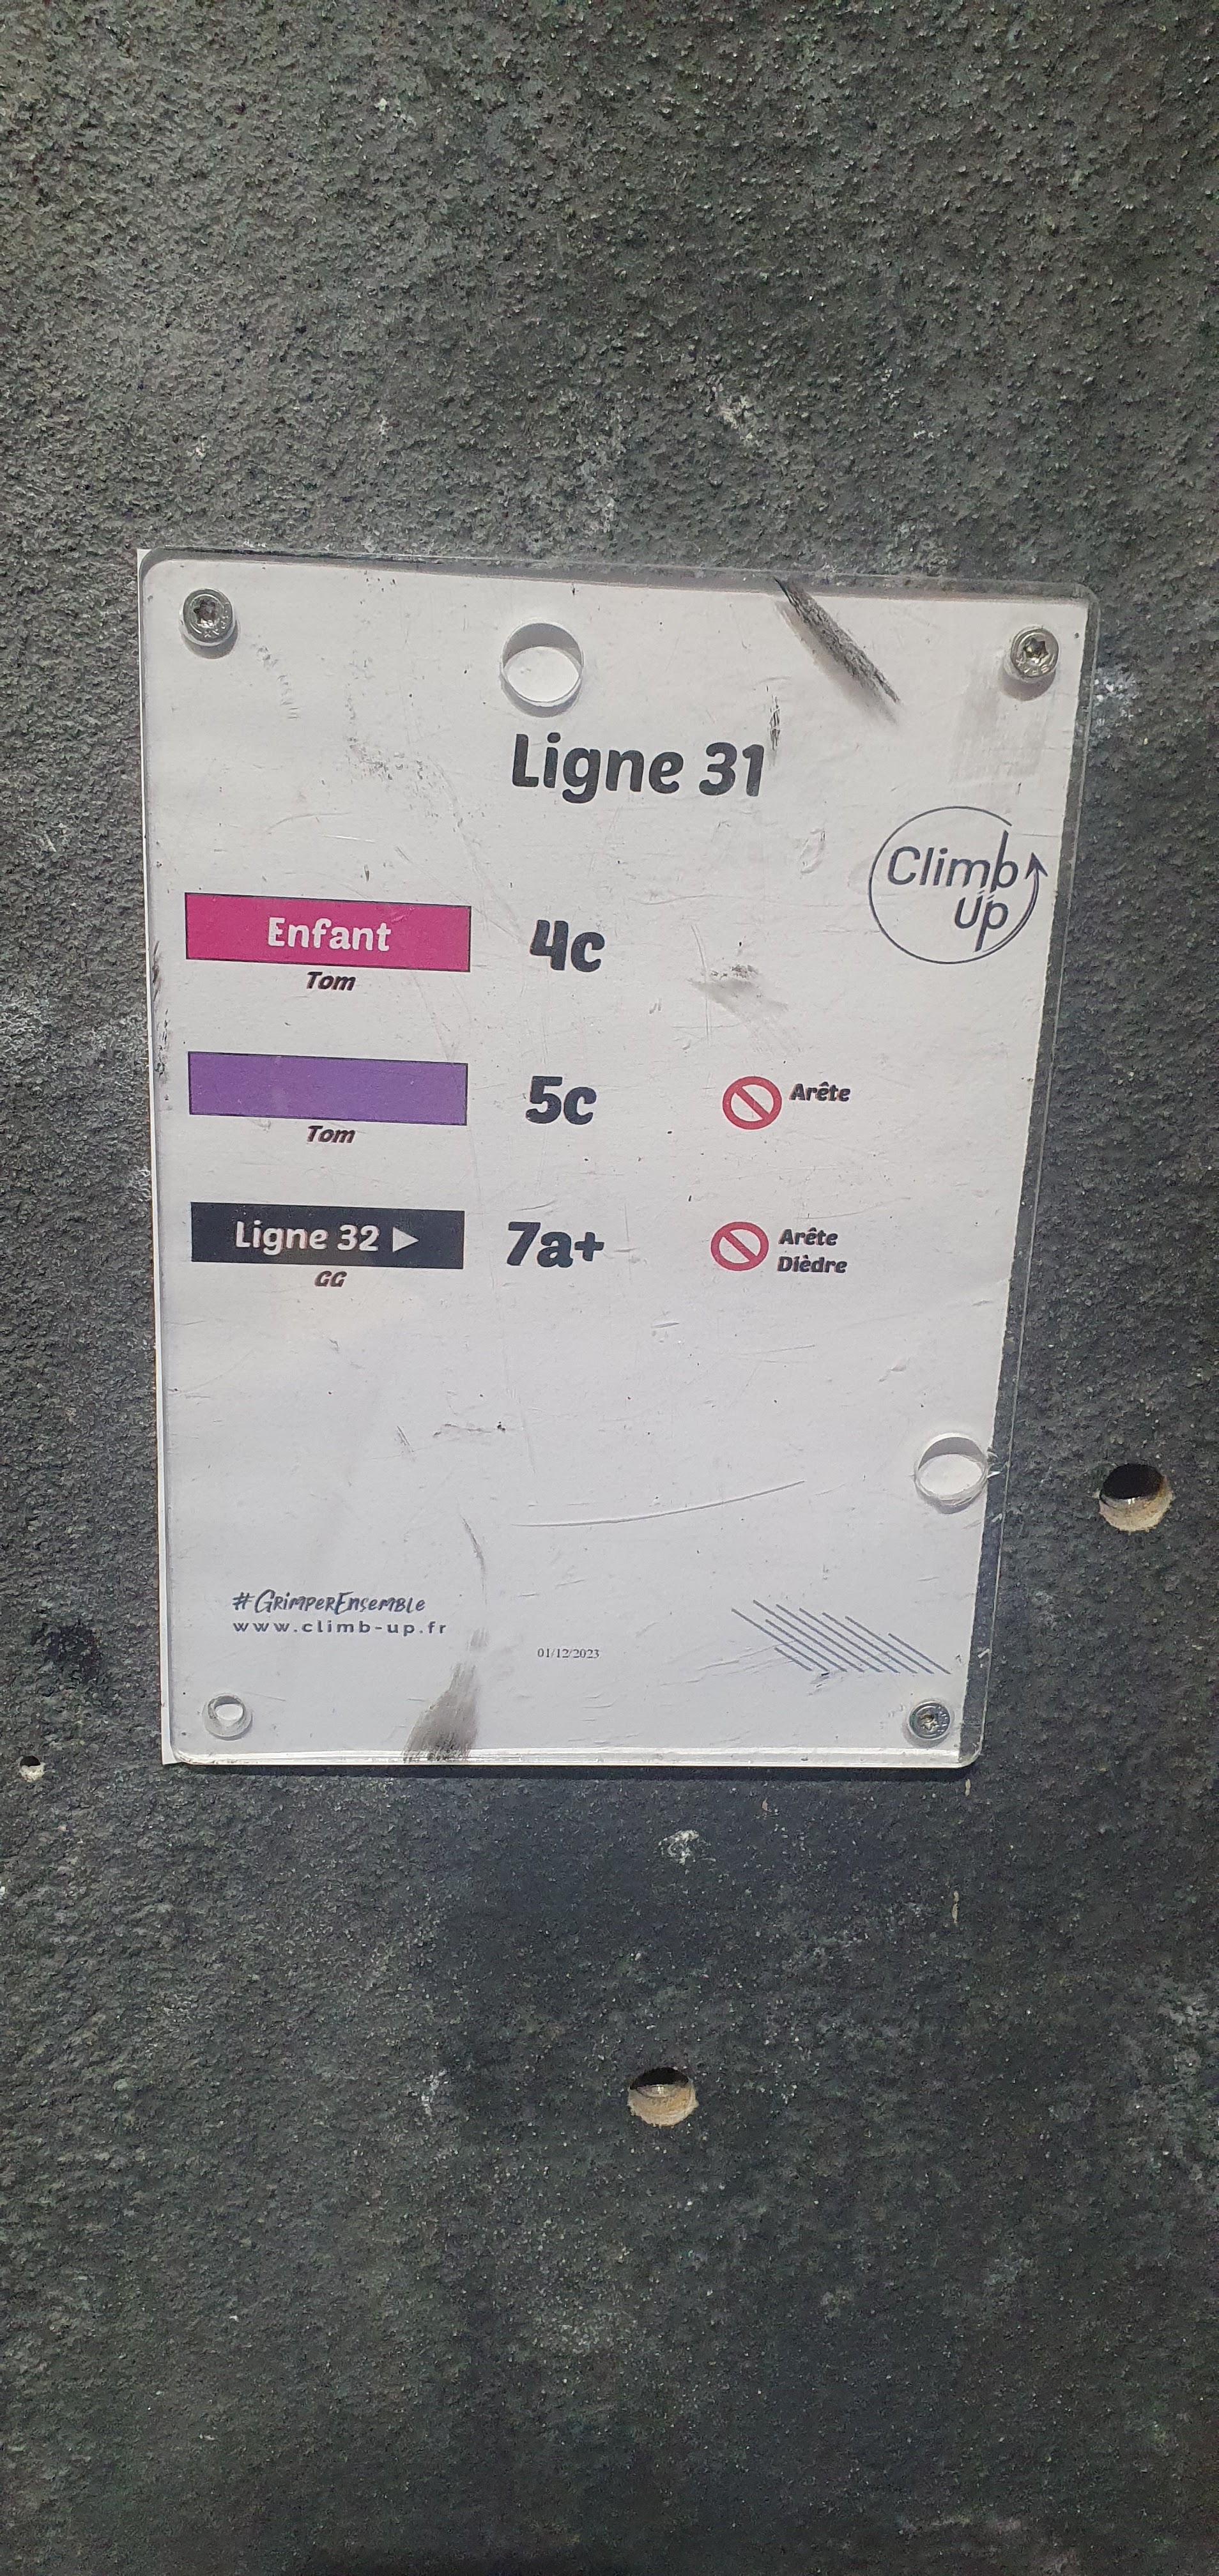 Ligne 31
Climb
up
Enfant 4c
Tom
5c Arête
Tom
Ligne 32 ▶ 7a+ Arête
Dièdre
GG
#GrimperEnsemble
www.climb-up.fr
01/12/2023